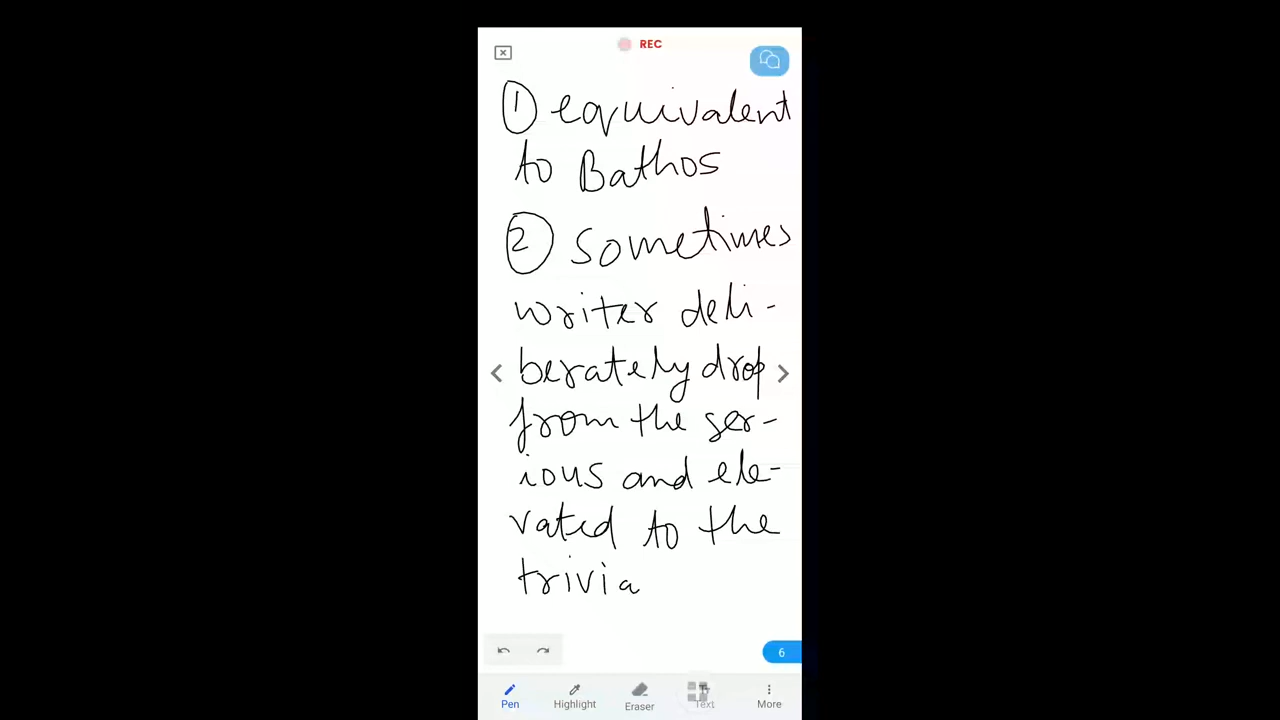 REC
① equivalent
to Bathos
② sometimes
writer deli-
berately drop
from the ser-
ious and ele-
vated to the
trivia
6
Pen Highlight Eraser Text More